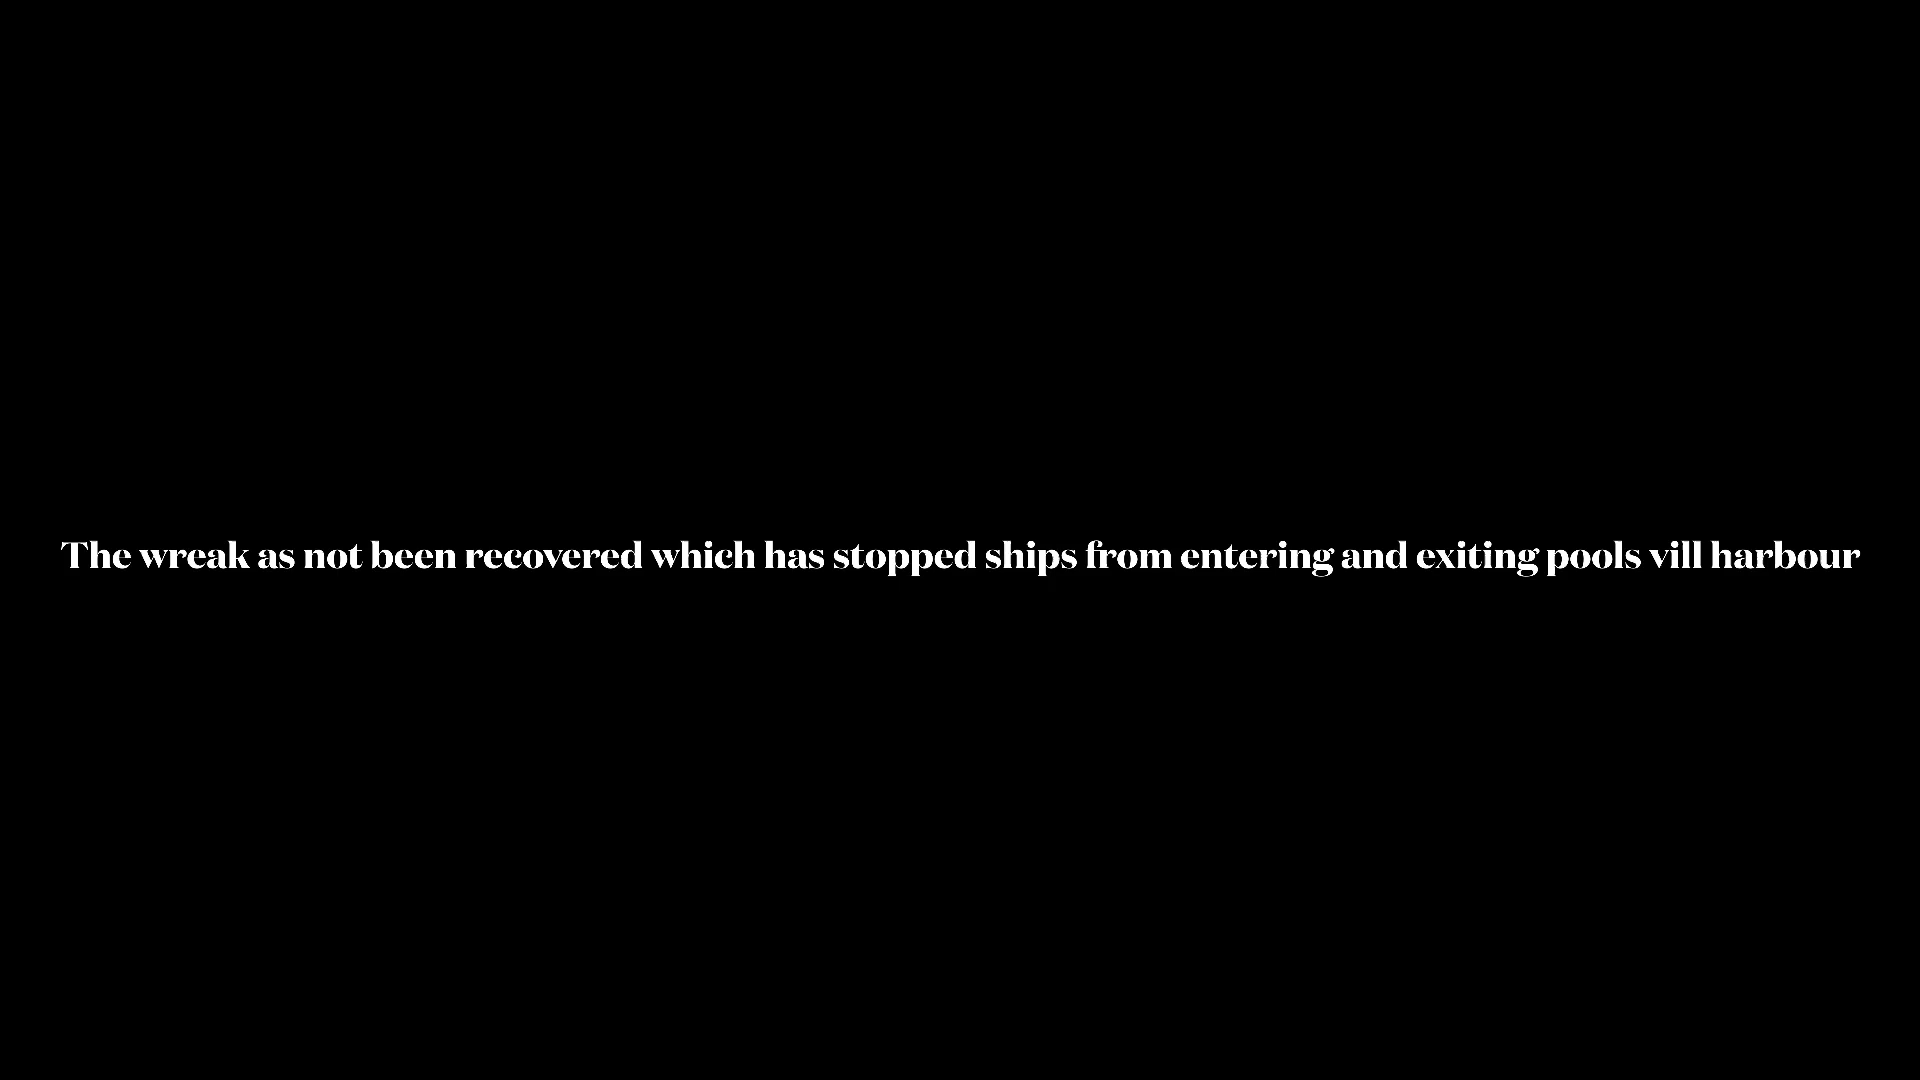 The wreak as not been recovered which has stopped ships from entering and exiting pools vill harbour